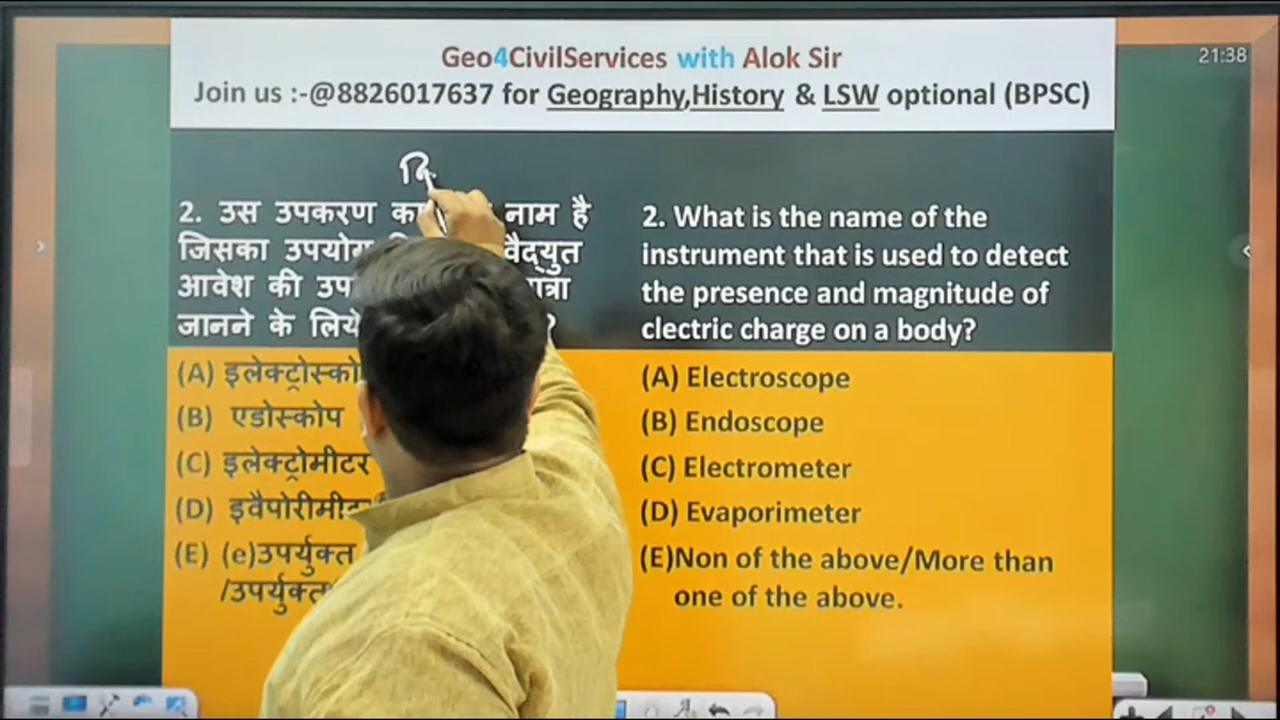 Geo4CivilServices with Alok Sir
Join us :-@8826017637 for Geography,History & LSW optional (BPSC)
21:38
2. उस उपकरण का नाम है
जिसका उपयोग वैद्युत
आवेश की
जानने के लिये ?
(A)
(B) एडोस्कोप
(C) इलेक्ट्रोमीटर
(D)
(E) (e)उपर्युक्त
/उपर्युक्त
2. What is the name of the
instrument that is used to detect
the presence and magnitude of
clectric charge on a body?
(A) Electroscope
(B) Endoscope
(C) Electrometer
(D) Evaporimeter
(E)Non of the above/More than
one of the above.